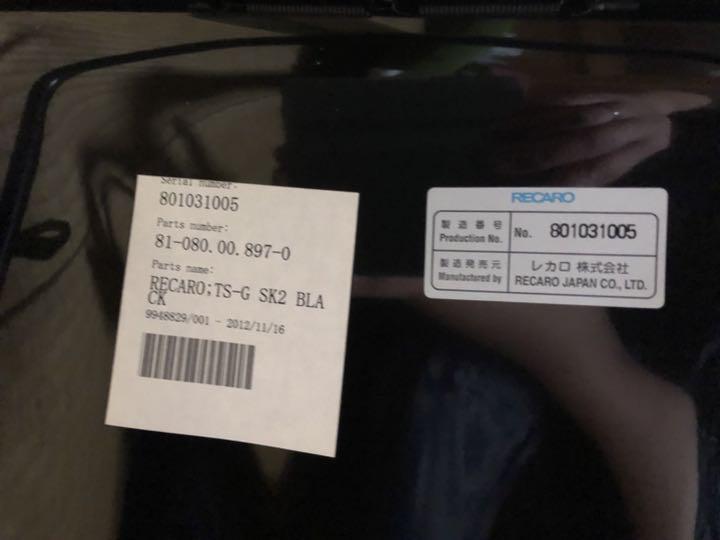 Serial number:
801031005
Parts number:
81-080.00.897-0
Parts name:
RECARO;TS-G SK2 BLA
CK
9948829/001 - 2012/11/16
RECARO
製造番号
Production No.
No. 801031005
製造発売元
Manufactured by
レカロ 株式会社
RECARO JAPAN CO., LTD.